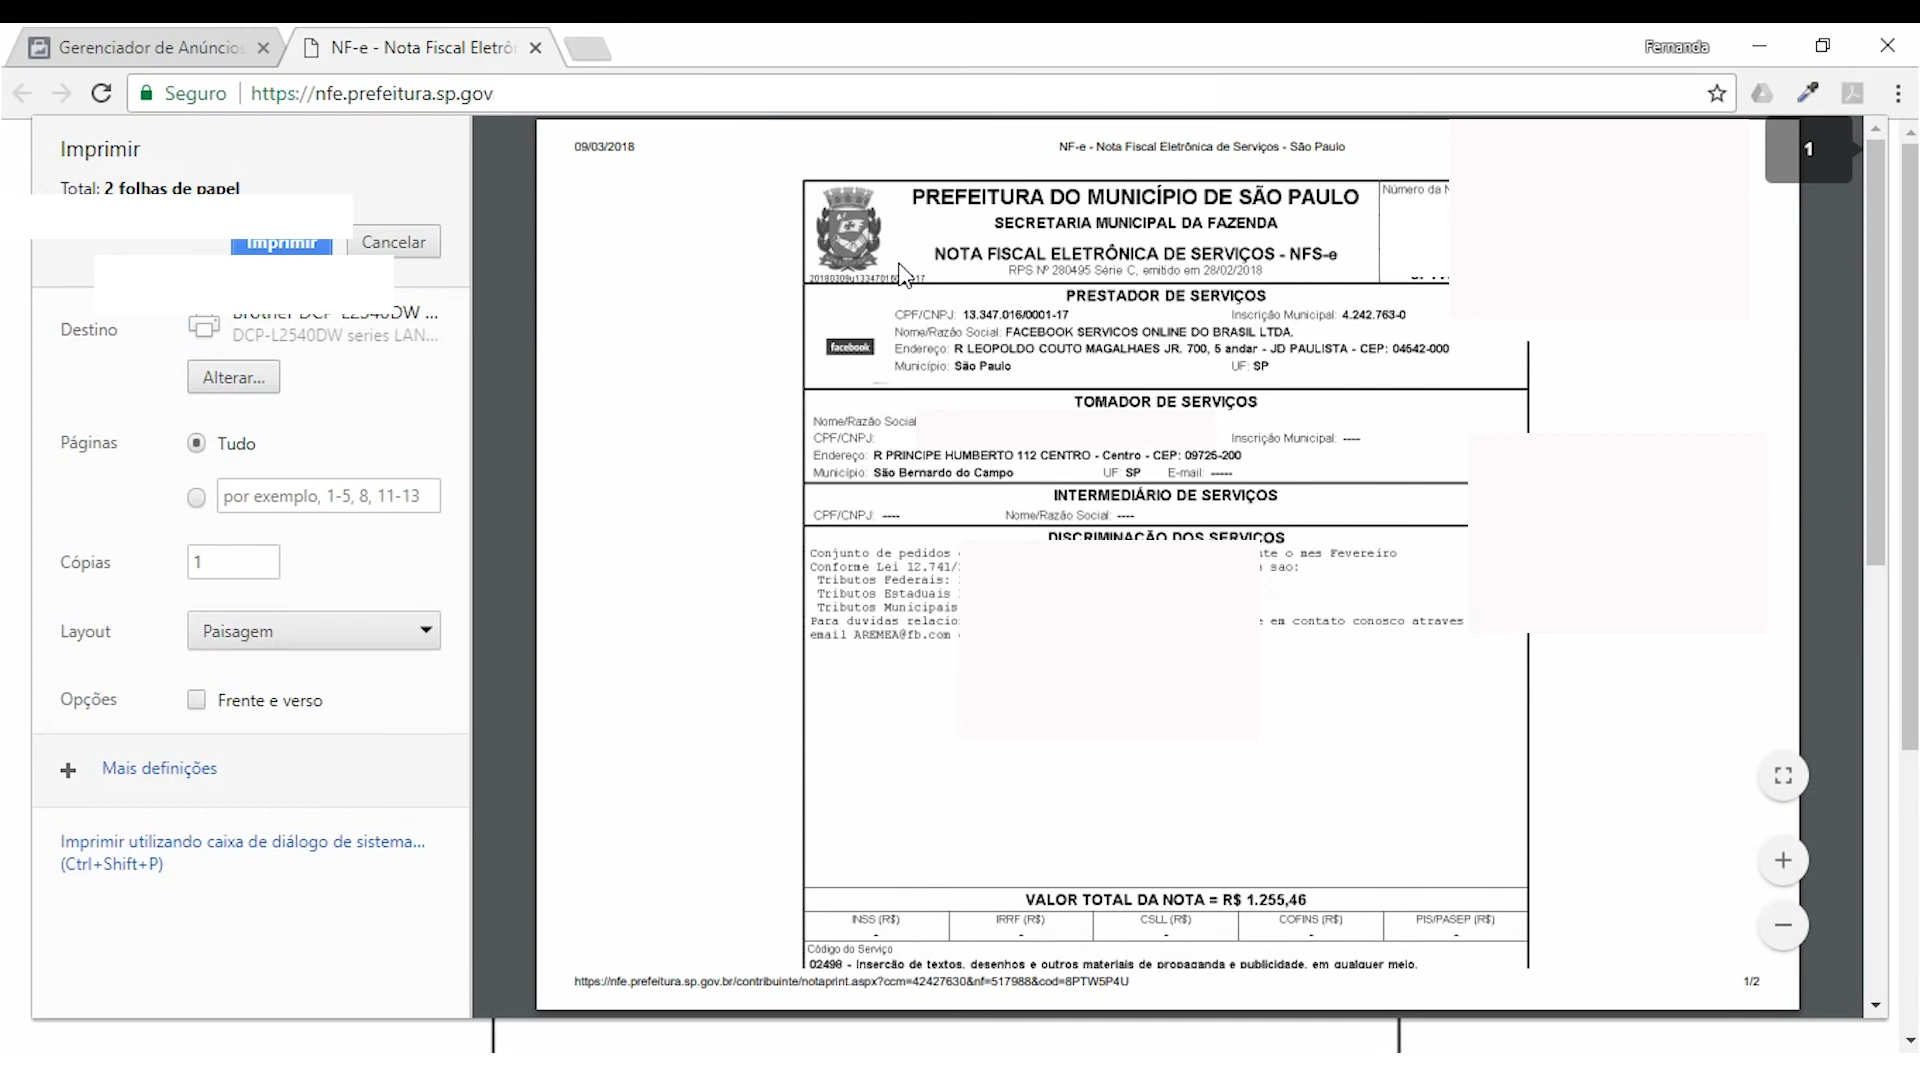 Gerenciador de Anúncios
NF-e - Nota Fiscal Eletrôn
Fernanda
Seguro
https://nfe.prefeitura.sp.gov
Imprimir
Total: 2 folhas de papel
Imprimir
Cancelar
Destino
Brother DCP-L2540DW ...
DCP-L2540DW series LAN...
Alterar...
Páginas
Tudo
por exemplo, 1-5, 8, 11-13
Cópias
1
Layout
Paisagem
Opções
Frente e verso
Mais definições
Imprimir utilizando caixa de diálogo de sistema...
(Ctrl+Shift+P)
09/03/2018
NF-e - Nota Fiscal Eletrônica de Serviços - São Paulo
1
PREFEITURA DO MUNICÍPIO DE SÃO PAULO
Número da
SECRETARIA MUNICIPAL DA FAZENDA
NOTA FISCAL ELETRÔNICA DE SERVIÇOS - NFS-e
RPS Nº 280495 Série C, emitido em 28/02/2018
PRESTADOR DE SERVIÇOS
facebook
CPF/CNPJ: 13.347.016/0001-17
Inscrição Municipal: 4.242.763-0
Nome/Razão Social: FACEBOOK SERVICOS ONLINE DO BRASIL LTDA.
Endereço: R LEOPOLDO COUTO MAGALHAES JR. 700, 5 andar - JD PAULISTA - CEP: 04542-000
Município: São Paulo
UF: SP
TOMADOR DE SERVIÇOS
Nome/Razão Social
CPF/CNPJ:
Inscrição Municipal: ----
Endereço: R PRINCIPE HUMBERTO 112 CENTRO - Centro - CEP: 09725-200
Município: São Bernardo do Campo
UF: SP
E-mail: -----
INTERMEDIÁRIO DE SERVIÇOS
CPF/CNPJ: ----
Nome/Razão Social: ----
DISCRIMINAÇÃO DOS SERVIÇOS
Conjunto de pedidos
te o mes Fevereiro
Conforme Lei 12.741/
sao:
Tributos Federais:
Tributos Estaduais
Tributos Municipais
Para duvidas relacio
e em contato conosco atraves
email AREMEA@fb.com
VALOR TOTAL DA NOTA = R$ 1.255,46
INSS (R$)
IRRF (R$)
CSLL (R$)
COFINS (R$)
PIS/PASEP (R$)
- - - - -
Código do Serviço
02498 - Inserção de textos, desenhos e outros materiais de propaganda e publicidade, em qualquer meio.
https://nfe.prefeitura.sp.gov.br/contribuinte/notaprint.aspx?ccm=42427630&nf=517988&cod=8PTW5P4U
1/2